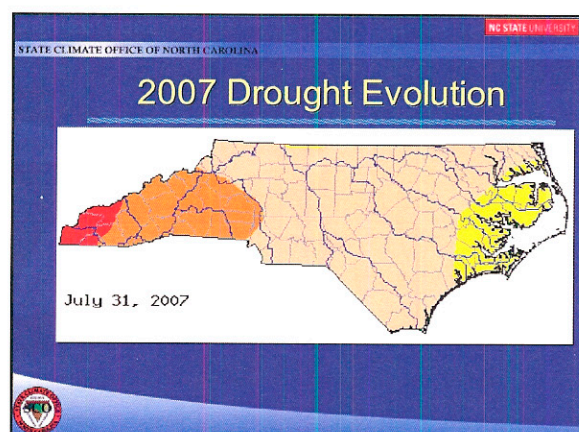 NC STATE UNIVERSITY
STATE CLIMATE OFFICE OF NORTH CAROLINA
2007 Drought Evolution
July 31, 2007